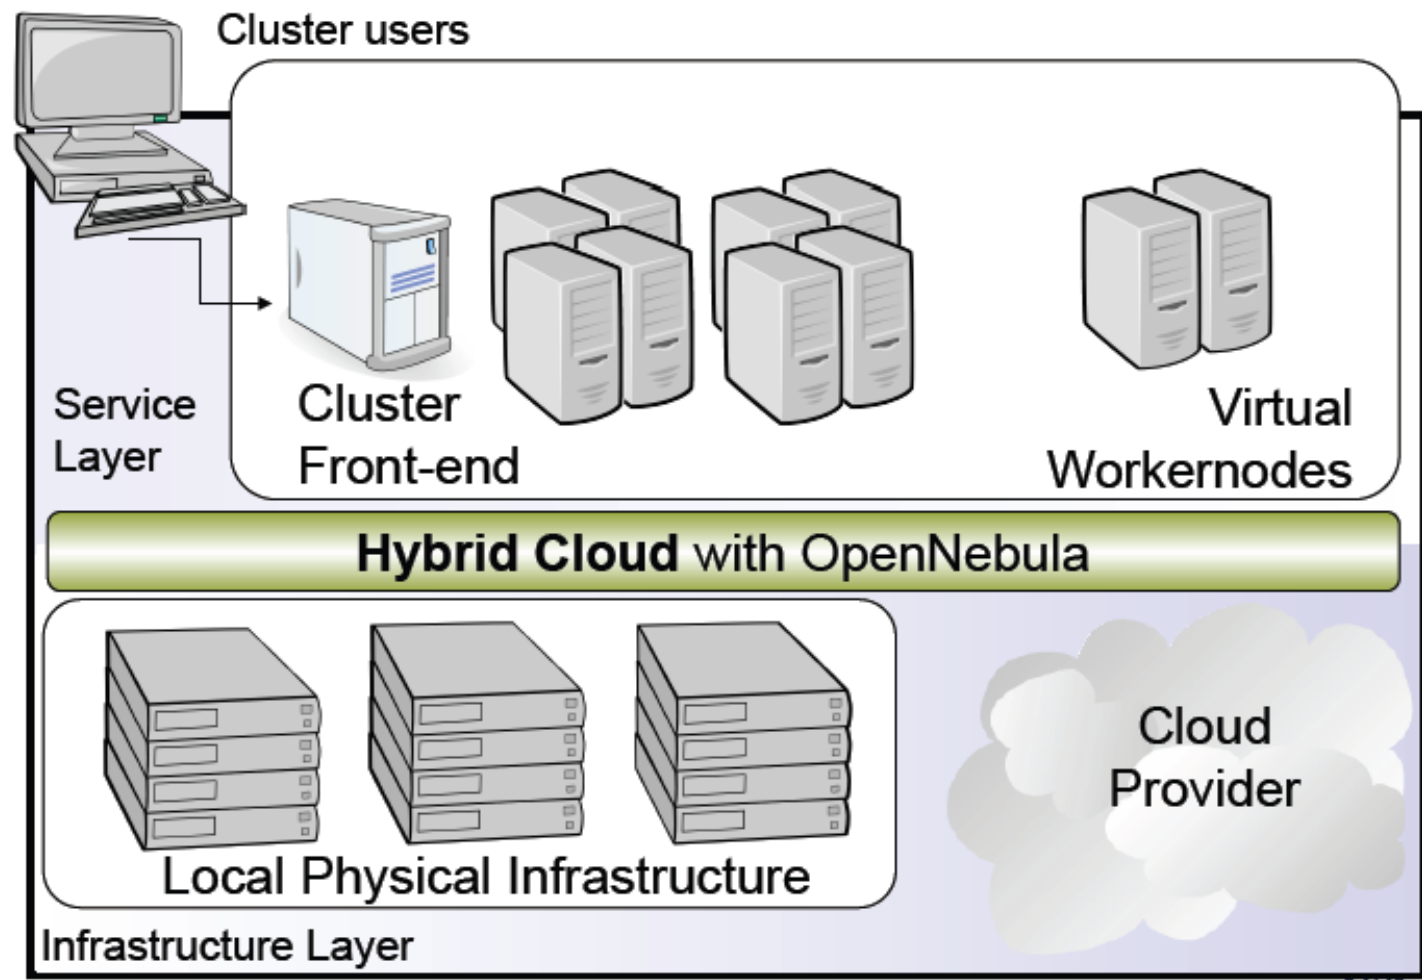 Cluster users
Service
Layer
Cluster
Front-end
Virtual
Workernodes
Hybrid Cloud with OpenNebula
Cloud
Provider
Local Physical Infrastructure
Infrastructure Layer